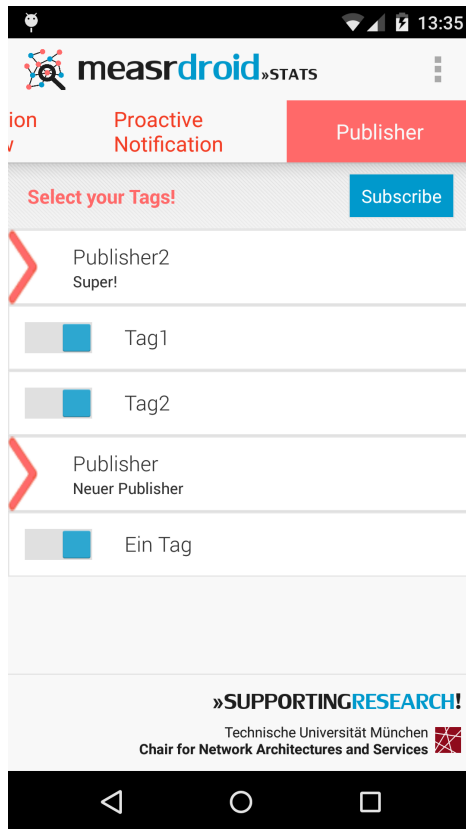 13:35
measrdroid»STATS
ion
Proactive
Notification
Publisher
Select your Tags!
Subscribe
Publisher2
Super!
Tag1
Tag2
Publisher
Neuer Publisher
Ein Tag
»SUPPORTINGRESEARCH!
Technische Universität München
Chair for Network Architectures and Services